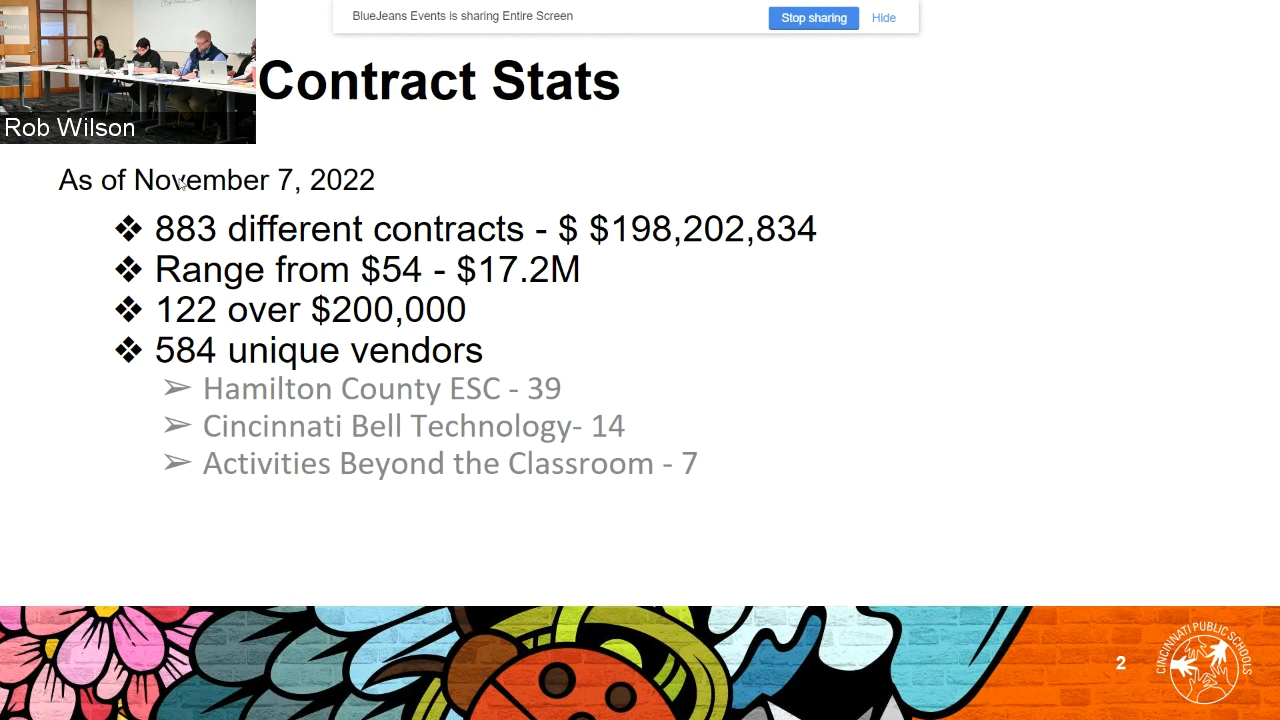 BlueJeans Events is sharing Entire Screen
Stop sharing
Hide
Rob Wilson
Contract Stats
As of November 7, 2022
❖ 883 different contracts - $ $198,202,834
❖ Range from $54 - $17.2M
❖ 122 over $200,000
❖ 584 unique vendors
➢ Hamilton County ESC - 39
➢ Cincinnati Bell Technology- 14
➢ Activities Beyond the Classroom - 7
2
CINCINNATI PUBLIC SCHOOLS